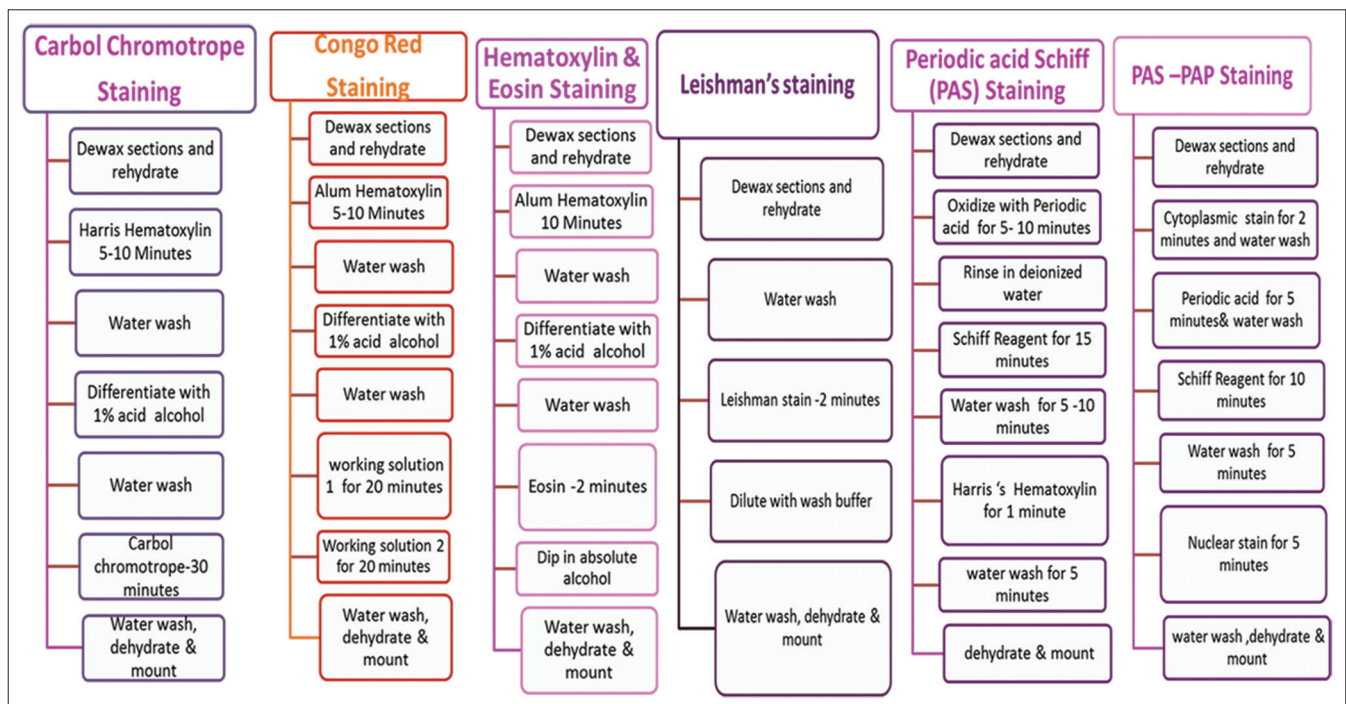 Carbol Chromotrope
Staining
Dewax sections and
rehydrate
Harris Hematoxylin
5-10 Minutes
Water wash
Differentiate with
1% acid alcohol
Water wash
Carbol
chromotrope-30
minutes
Water wash,
dehydrate &
mount
Congo Red
Staining
Dewax sections
and rehydrate
Alum Hematoxylin
5-10 Minutes
Water wash
Differentiate with
1% acid alcohol
Water wash
working solution
1 for 20 minutes
Working solution 2
for 20 minutes
Water wash,
dehydrate &
mount
Hematoxylin &
Eosin Staining
Dewax sections
and rehydrate
Alum Hematoxylin
10 Minutes
Water wash
Differentiate with
1% acid alcohol
Water wash
Eosin -2 minutes
Dip in absolute
alcohol
Water wash,
dehydrate &
mount
Leishman's staining
Dewax sections and
rehydrate
Water wash
Leishman stain -2 minutes
Dilute with wash buffer
Water wash, dehydrate &
mount
Periodic acid Schiff
(PAS) Staining
Dewax sections and
rehydrate
Oxidize with Periodic
acid for 5- 10 minutes
Rinse in deionized
water
Schiff Reagent for 15
minutes
Water wash for 5 -10
minutes
Harris 's Hematoxylin
for 1 minute
water wash for 5
minutes
dehydrate & mount
PAS –PAP Staining
Dewax sections and
rehydrate
Cytoplasmic stain for 2
minutes and water wash
Periodic acid for 5
minutes& water wash
Schiff Reagent for 10
minutes
Water wash for 5
minutes
Nuclear stain for 5
minutes
water wash ,dehydrate &
mount